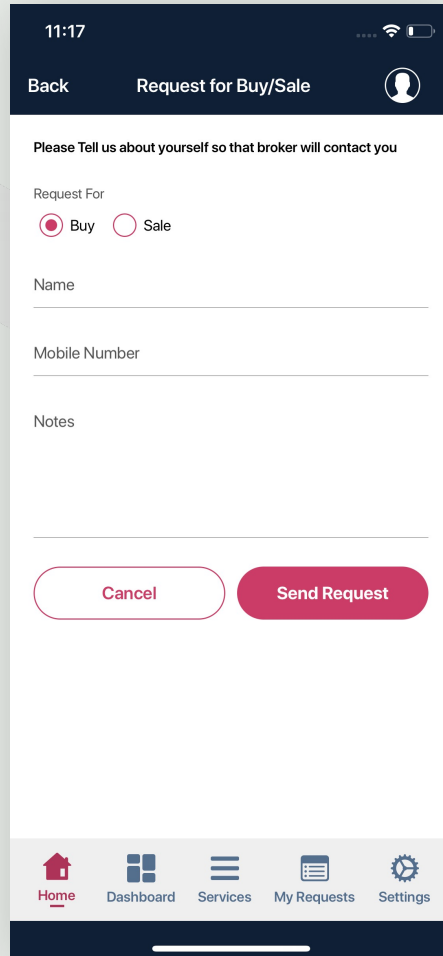 11:17
Back Request for Buy/Sale
Please Tell us about yourself so that broker will contact you
Request For
Buy Sale
Name
Mobile Number
Notes
Cancel Send Request
Home Dashboard Services My Requests Settings